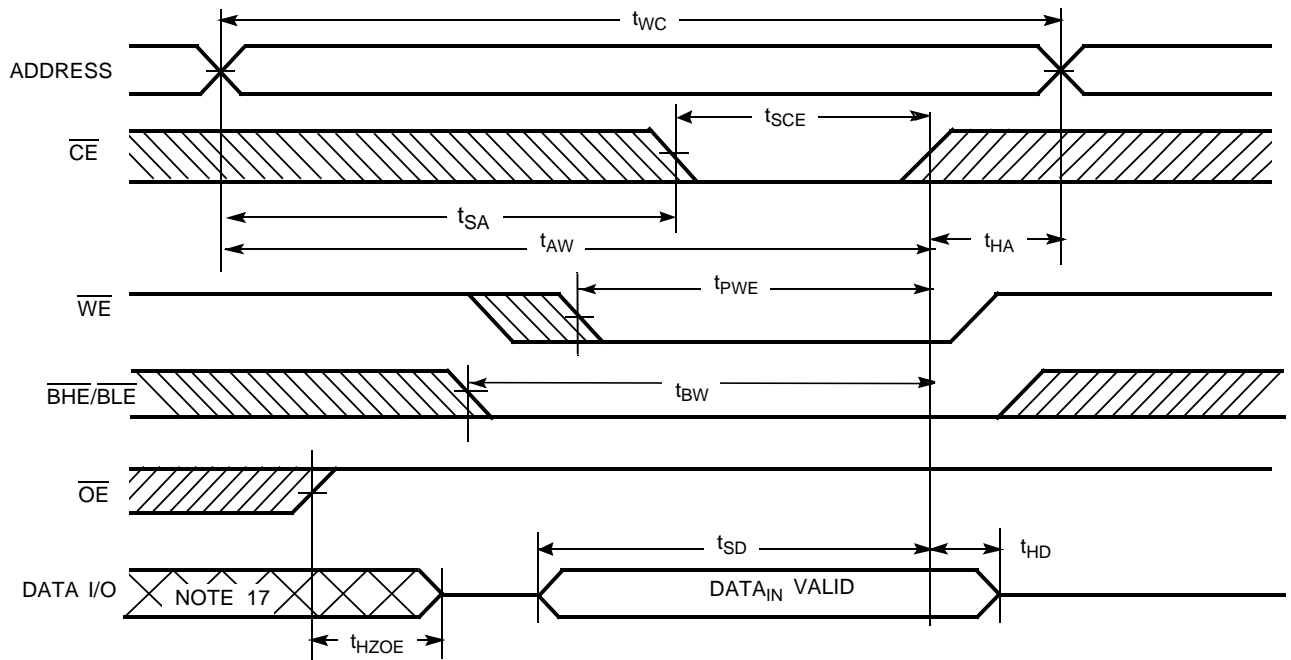 tWC
ADDRESS
tSCE
CE
tSA
tAW
tHA
tPWE
WE
BHE/BLE
tBW
OE
tSD
tHD
DATA I/O
NOTE 17
DATAIN VALID
tHZOE